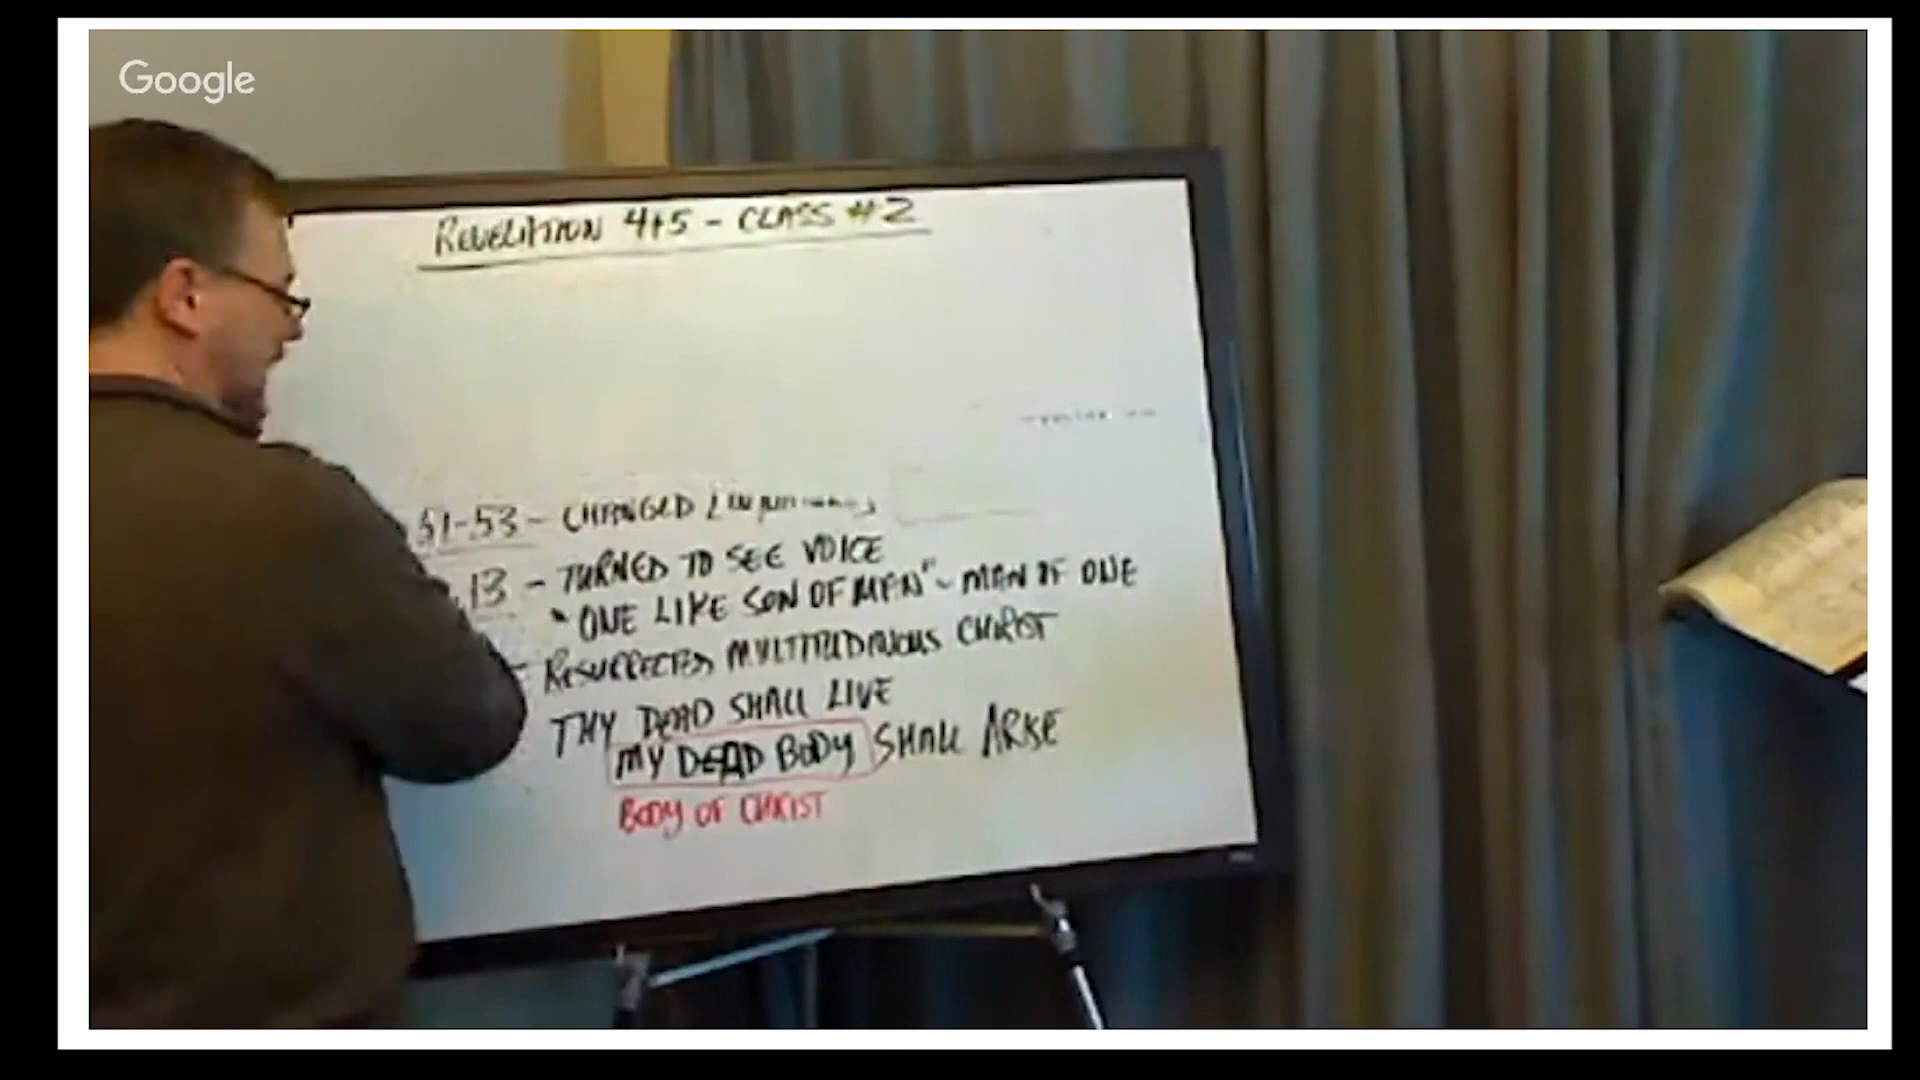 Google
REVELATION 4+5 - CLASS #2
51-53 - CHANGED
,13 - TURNED TO SEE VOICE
"ONE LIKE SON OF MEN" - MAN OF ONE
RESURRECTED MULTITUDINOUS CHRIST
THY DEAD SHALL LIVE
MY DEAD BODY SHALL ARISE
BODY OF CHRIST